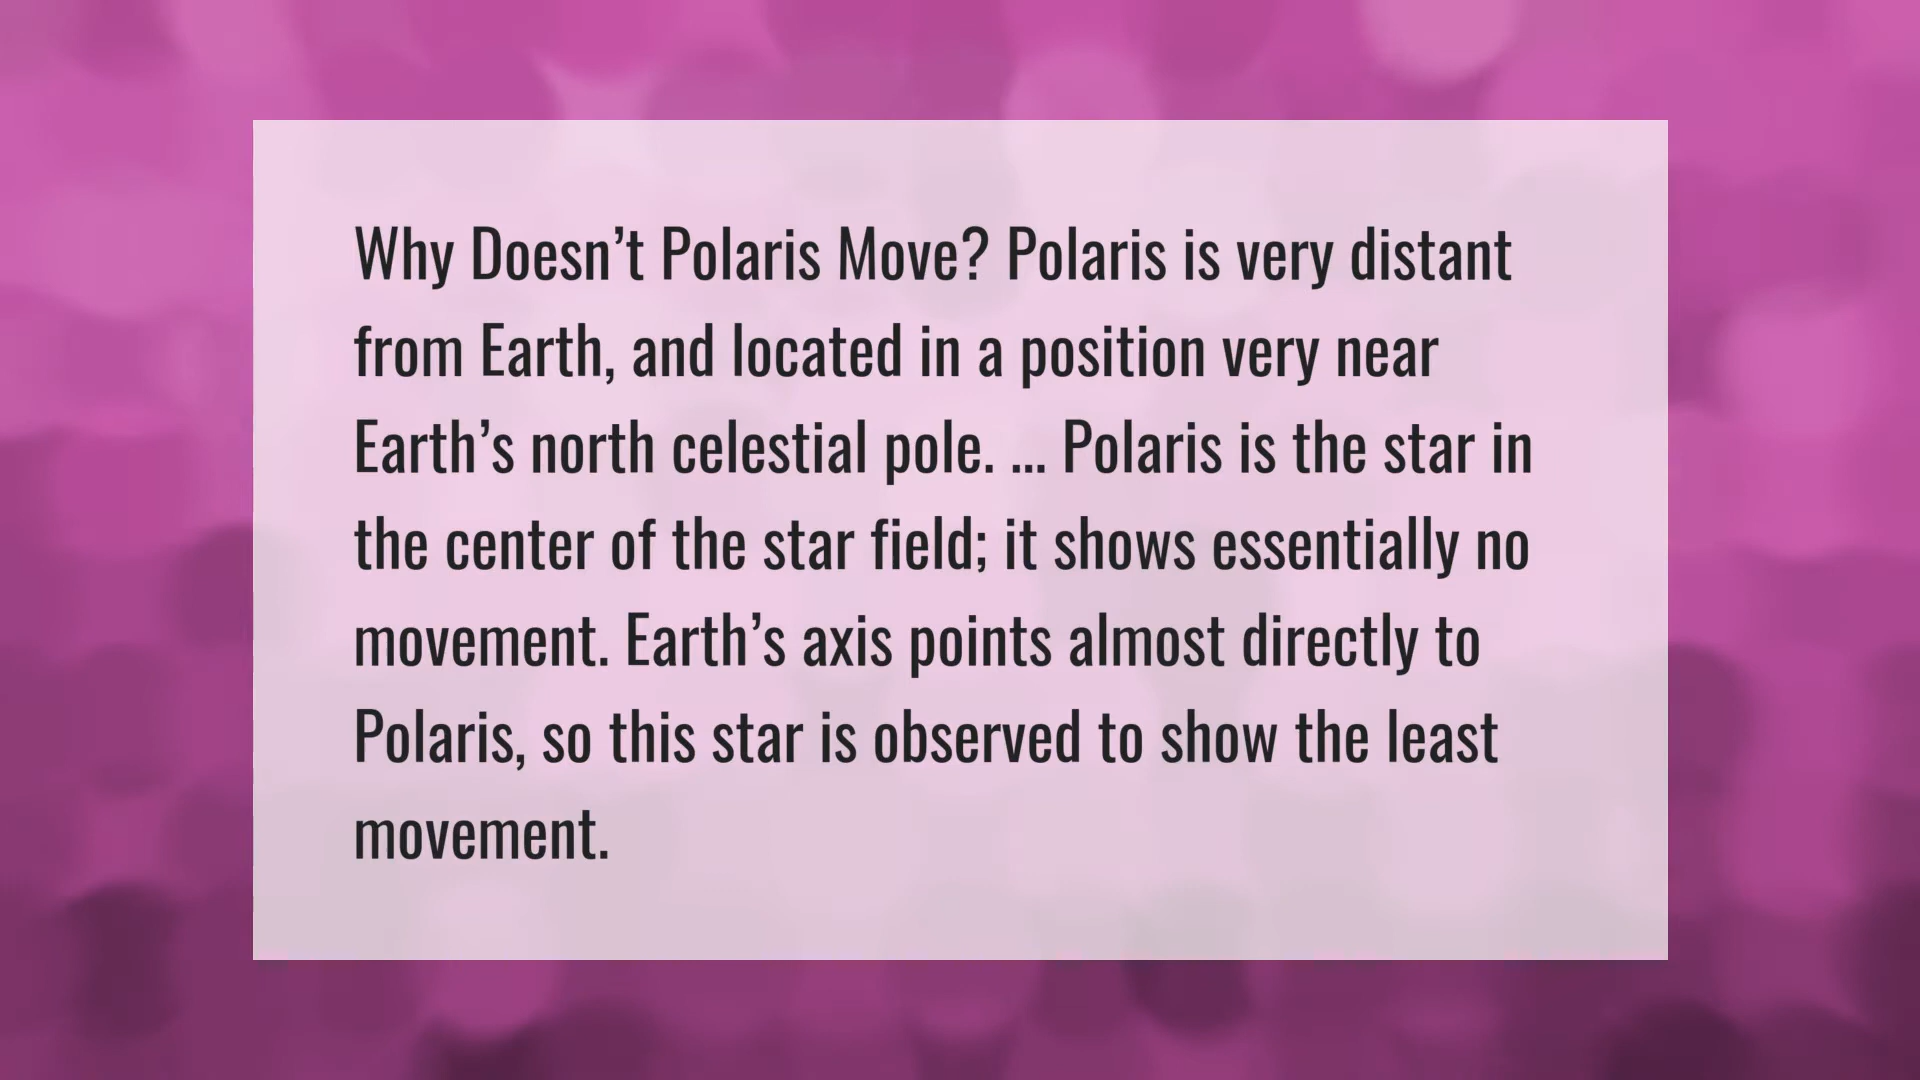 Why Doesn’t Polaris Move? Polaris is very distant
from Earth, and located in a position very near
Earth’s north celestial pole. ... Polaris is the star in
the center of the star field; it shows essentially no
movement. Earth’s axis points almost directly to
Polaris, so this star is observed to show the least
movement.